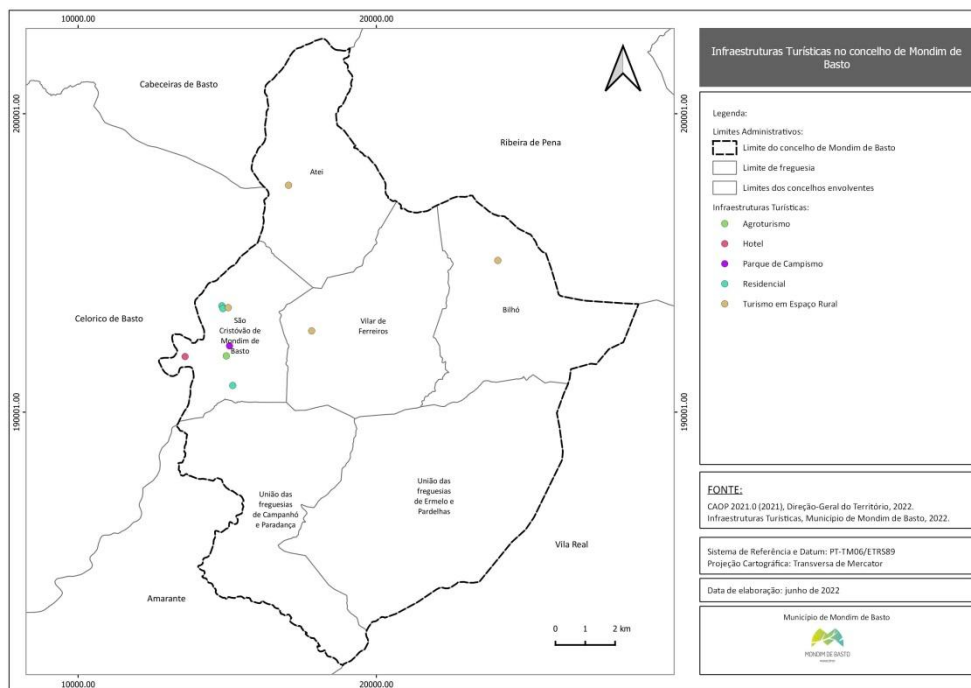 10000.00
20000.00
Cabeceiras de Basto
200001.00
200001.00
Ribeira de Pena
Atei
Celorico de Basto
São
Cristóvão de
Mondim de
Basto
Vilar de
Ferreiros
Bilhó
190001.00
190001.00
União das
freguesias
de Campanhó
e Paradança
União das
freguesias
de Ermelo e
Pardelhas
Vila Real
Amarante
0 1 2 km
10000.00
20000.00
Infraestruturas Turísticas no concelho de Mondim de
Basto
Legenda:
Limites Administrativos:
Limite do concelho de Mondim de Basto
Limite de freguesia
Limites dos concelhos envolventes
Infraestruturas Turísticas:
Agroturismo
Hotel
Parque de Campismo
Residencial
Turismo em Espaço Rural
FONTE:
CAOP 2021.0 (2021), Direção-Geral do Território, 2022.
Infraestruturas Turísticas, Município de Mondim de Basto, 2022.
Sistema de Referência e Datum: PT-TM06/ETRS89
Projeção Cartográfica: Transversa de Mercator
Data de elaboração: junho de 2022
Município de Mondim de Basto
MONDIM DE BASTO